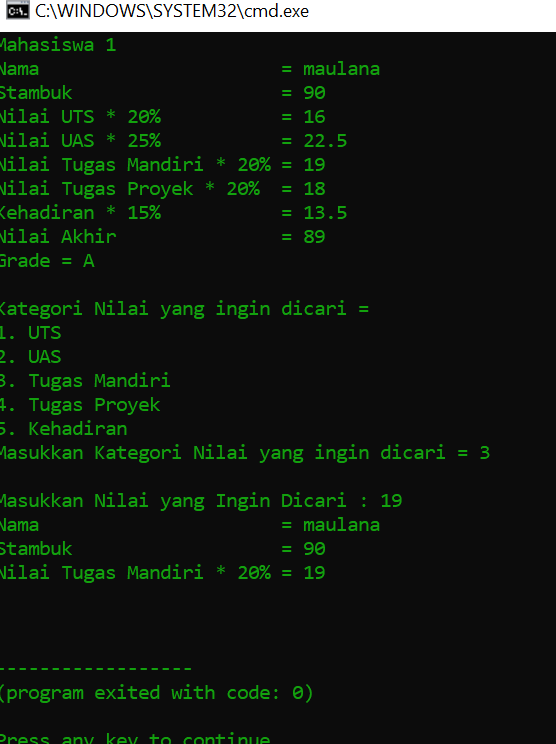 C:\WINDOWS\SYSTEM32\cmd.exe
Mahasiswa 1
Nama = maulana
Stambuk = 90
Nilai UTS * 20% = 16
Nilai UAS * 25% = 22.5
Nilai Tugas Mandiri * 20% = 19
Nilai Tugas Proyek * 20% = 18
Kehadiran * 15% = 13.5
Nilai Akhir = 89
Grade = A
Kategori Nilai yang ingin dicari =
1. UTS
2. UAS
3. Tugas Mandiri
4. Tugas Proyek
5. Kehadiran
Masukkan Kategori Nilai yang ingin dicari = 3
Masukkan Nilai yang Ingin Dicari : 19
Nama = maulana
Stambuk = 90
Nilai Tugas Mandiri * 20% = 19
------------------
(program exited with code: 0)
Press any key to continue